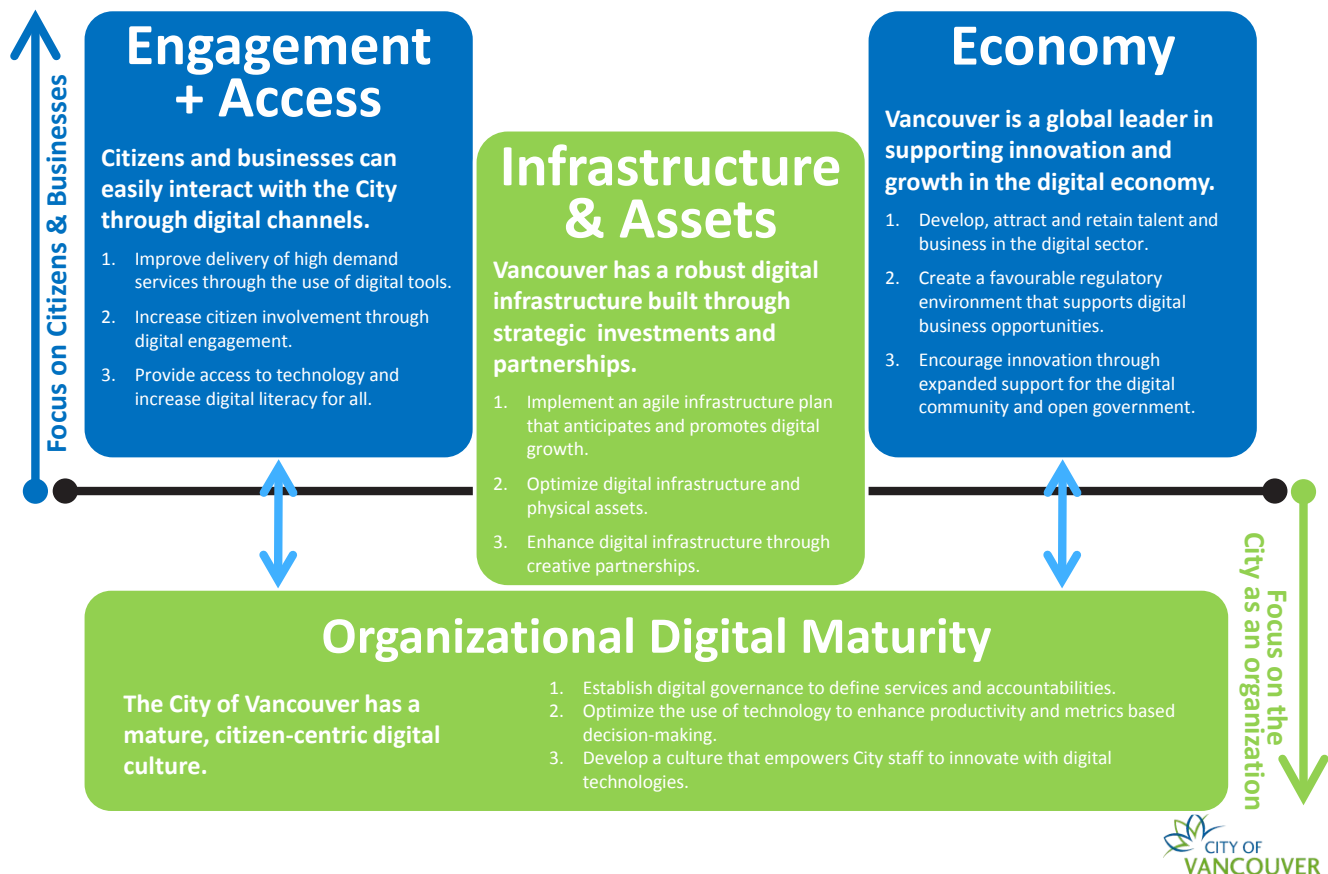 Focus on Citizens & Businesses
Engagement
+ Access
Citizens and businesses can
easily interact with the City
through digital channels.
1. Improve delivery of high demand
services through the use of digital tools.
2. Increase citizen involvement through
digital engagement.
3. Provide access to technology and
increase digital literacy for all.
Infrastructure
& Assets
Vancouver has a robust digital
infrastructure built through
strategic investments and
partnerships.
1. Implement an agile infrastructure plan
that anticipates and promotes digital
growth.
2. Optimize digital infrastructure and
physical assets.
3. Enhance digital infrastructure through
creative partnerships.
Economy
Vancouver is a global leader in
supporting innovation and
growth in the digital economy.
1. Develop, attract and retain talent and
business in the digital sector.
2. Create a favourable regulatory
environment that supports digital
business opportunities.
3. Encourage innovation through
expanded support for the digital
community and open government.
Organizational Digital Maturity
The City of Vancouver has a
mature, citizen-centric digital
culture.
1. Establish digital governance to define services and accountabilities.
2. Optimize the use of technology to enhance productivity and metrics based
decision-making.
3. Develop a culture that empowers City staff to innovate with digital
technologies.
Focus on the
City as an organization
CITY OF
VANCOUVER